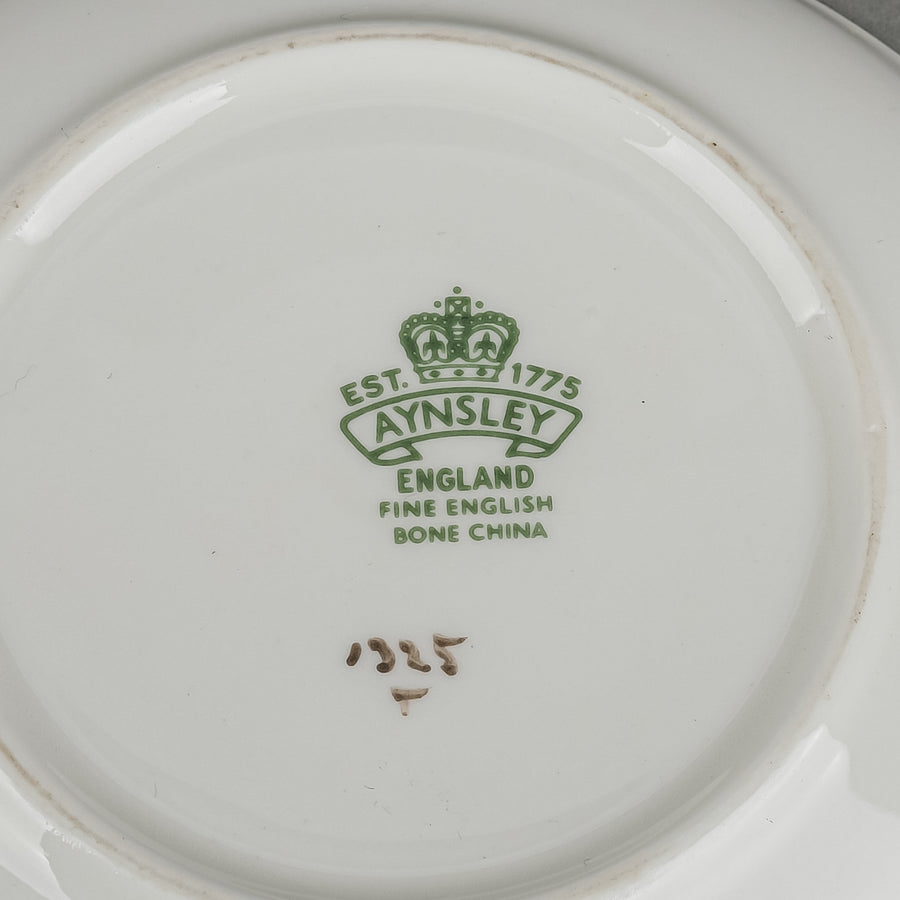 EST. 1775
AYNSLEY
ENGLAND
FINE ENGLISH
BONE CHINA
1325
T